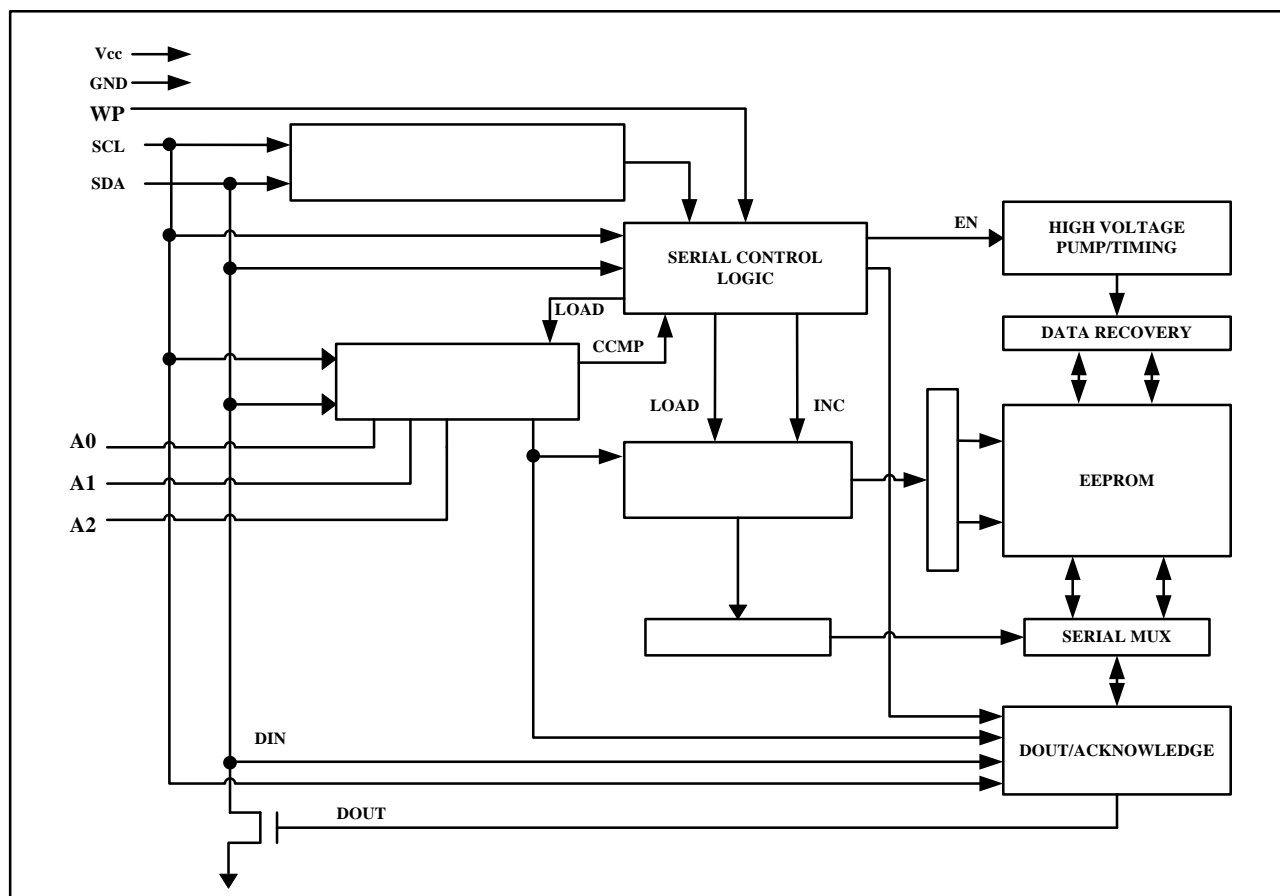 Vcc
GND
WP
SCL
SDA
EN
HIGH VOLTAGE
PUMP/TIMING
SERIAL CONTROL
LOGIC
LOAD
DATA RECOVERY
CCMP
LOAD
INC
A0
EEPROM
A1
A2
SERIAL MUX
DIN
DOUT/ACKNOWLEDGE
DOUT